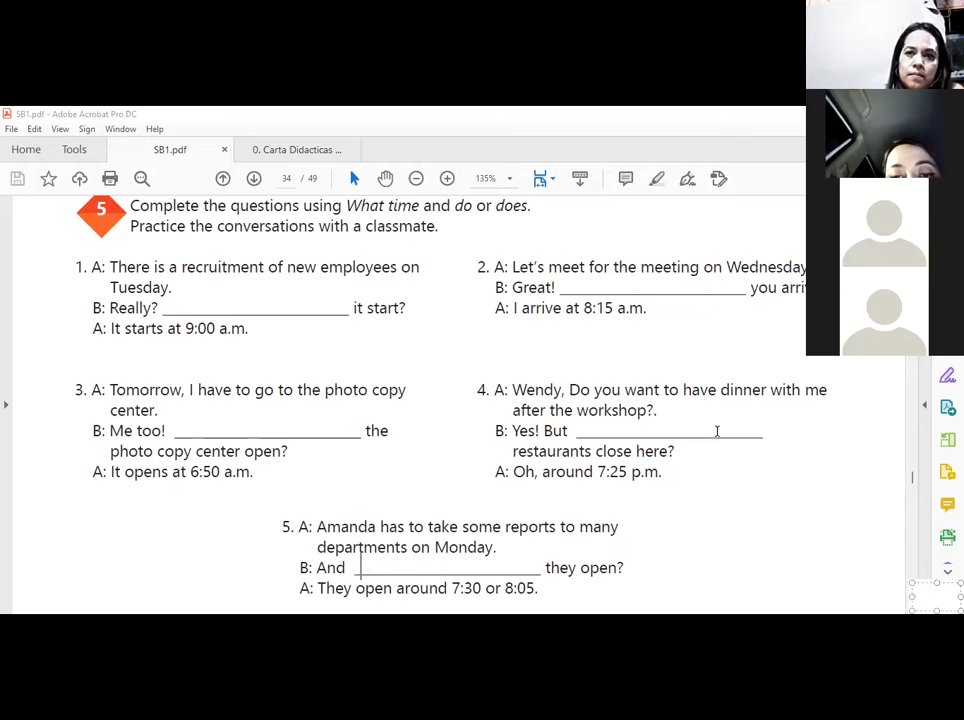 SB1.pdf - Adobe Acrobat Pro DC
File Edit View Sign Window Help
Home Tools SB1.pdf × 0. Carta Didacticas ...
34 / 49 135%
5 Complete the questions using What time and do or does.
Practice the conversations with a classmate.
1. A: There is a recruitment of new employees on
Tuesday.
B: Really? ____________________ it start?
A: It starts at 9:00 a.m.
2. A: Let's meet for the meeting on Wednesday
B: Great! ____________________ you arri
A: I arrive at 8:15 a.m.
3. A: Tomorrow, I have to go to the photo copy
center.
B: Me too! ____________________ the
photo copy center open?
A: It opens at 6:50 a.m.
4. A: Wendy, Do you want to have dinner with me
after the workshop?.
B: Yes! But ____________________
restaurants close here?
A: Oh, around 7:25 p.m.
5. A: Amanda has to take some reports to many
departments on Monday.
B: And ____________________ they open?
A: They open around 7:30 or 8:05.